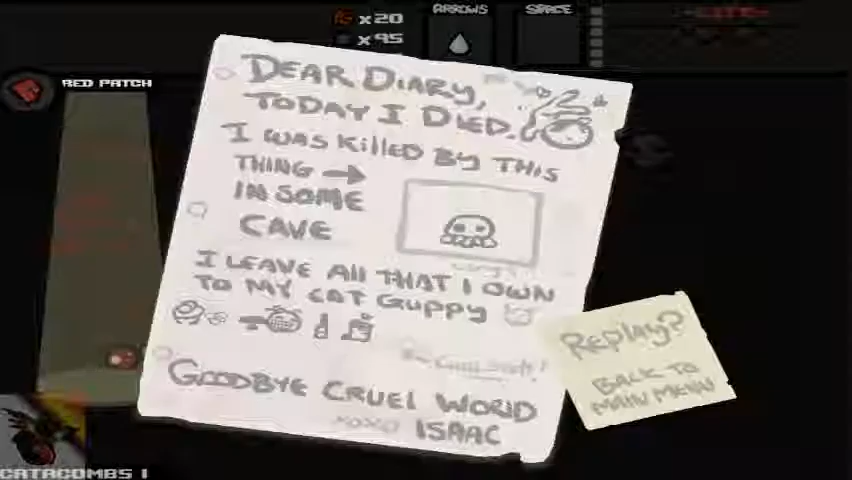 ARROWS SPACE
x20
x95
RED PATCH
DEAR DIARY,
TODAY I DIED.
I WAS KILLED BY THIS
THING
IN SOME
CAVE
I LEAVE ALL THAT I OWN
TO MY CAT GUPPY
GOODBYE CRUEL WORLD
XOXO ISAAC
REPLAY?
BACK TO
MAIN MENU
CATACOMBS I